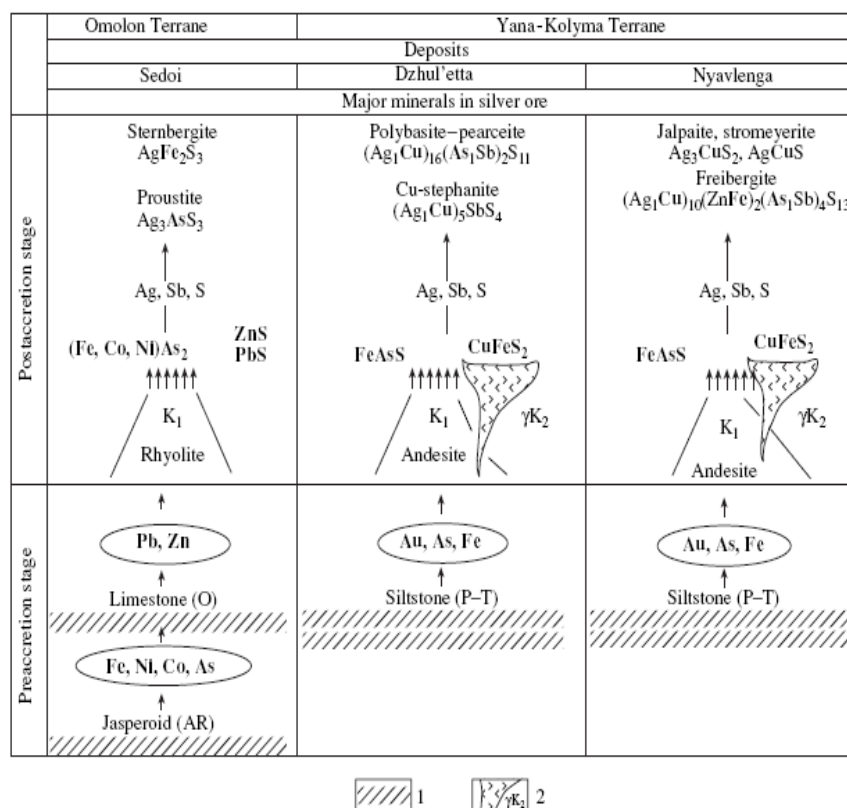 Omolon Terrane Yana-Kolyma Terrane
Deposits
Sedoi Dzhul'etta Nyavlenga
Major minerals in silver ore
Postaccretion stage
Sternbergite
AgFe₂S₃
Proustite
Ag₃AsS₃
Ag, Sb, S
(Fe, Co, Ni)As₂
ZnS
PbS
K₁
Rhyolite
Polybasite–pearceite
(Ag₁Cu)₁₆(As₁Sb)₂S₁₁
Cu-stephanite
(Ag₁Cu)₅SbS₄
Ag, Sb, S
FeAsS
CuFeS₂
K₁
γK₂
Andesite
Jalpaite, stromeyerite
Ag₃CuS₂, AgCuS
Freibergite
(Ag₁Cu)₁₀(ZnFe)₂(As₁Sb)₄S₁₃
Ag, Sb, S
FeAsS
CuFeS₂
K₁
γK₂
Andesite
Preaccretion stage
Pb, Zn
Limestone (O)
Fe, Ni, Co, As
Jasperoid (AR)
Au, As, Fe
Siltstone (P–T)
Au, As, Fe
Siltstone (P–T)
1
γK₂
2